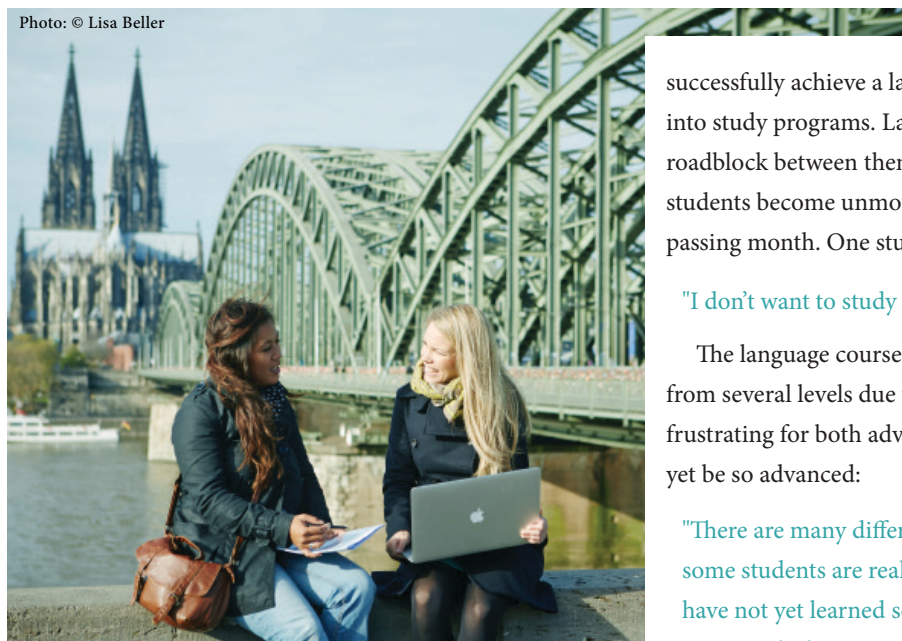 Photo: © Lisa Beller
successfully achieve a la
into study programs. La
roadblock between then
students become unmo
passing month. One stu
"I don’t want to study
The language course
from several levels due
frustrating for both adv
yet be so advanced:
"There are many differ
some students are real
have not yet learned s